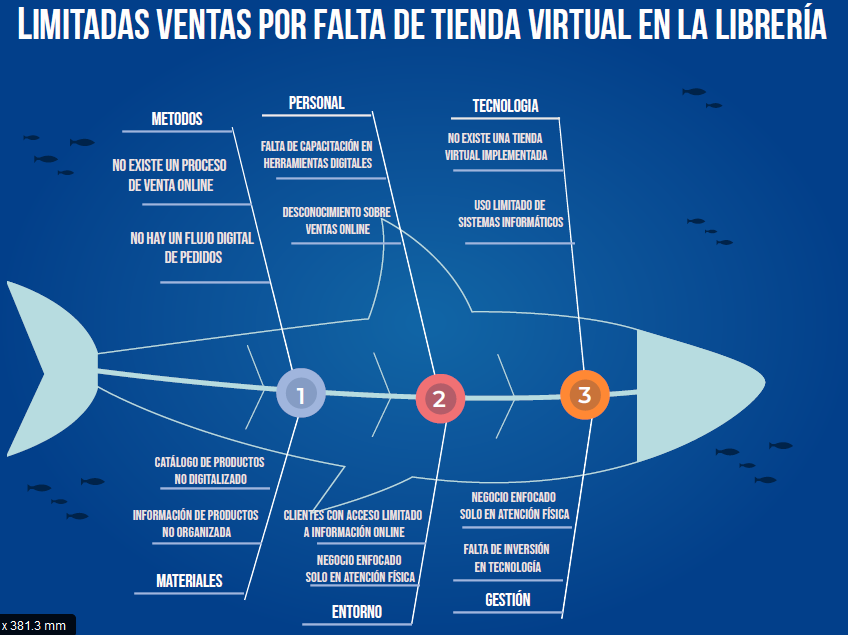 LIMITADAS VENTAS POR FALTA DE TIENDA VIRTUAL EN LA LIBRERÍA
METODOS
NO EXISTE UN PROCESO
DE VENTA ONLINE
NO HAY UN FLUJO DIGITAL
DE PEDIDOS
PERSONAL
FALTA DE CAPACITACIÓN EN
HERRAMIENTAS DIGITALES
DESCONOCIMIENTO SOBRE
VENTAS ONLINE
TECNOLOGIA
NO EXISTE UNA TIENDA
VIRTUAL IMPLEMENTADA
USO LIMITADO DE
SISTEMAS INFORMÁTICOS
1
2
3
CATÁLOGO DE PRODUCTOS
NO DIGITALIZADO
INFORMACIÓN DE PRODUCTOS
NO ORGANIZADA
MATERIALES
CLIENTES CON ACCESO LIMITADO
A INFORMACIÓN ONLINE
NEGOCIO ENFOCADO
SOLO EN ATENCIÓN FÍSICA
ENTORNO
NEGOCIO ENFOCADO
SOLO EN ATENCIÓN FÍSICA
FALTA DE INVERSIÓN
EN TECNOLOGÍA
GESTIÓN
x 381.3 mm